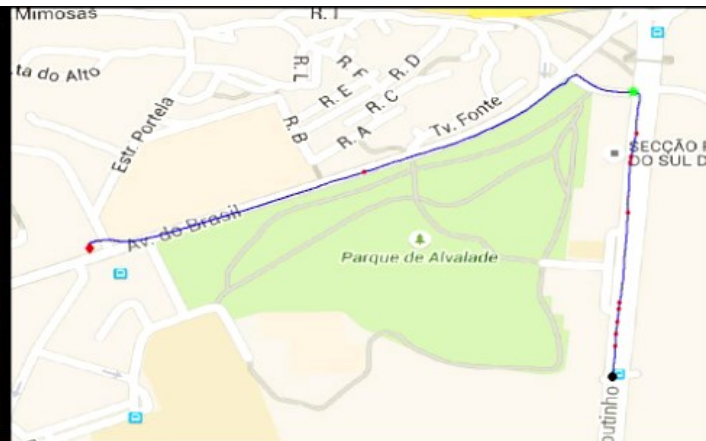 Mimosas
R. I
ta do Alto
R. L
R. F
R. D
R. E
R. C
Estr. Portela
R. B
R. A
Tv. Fonte
SECÇÃO
DO SUL D
Av. do Brasil
Parque de Alvalade
outinho